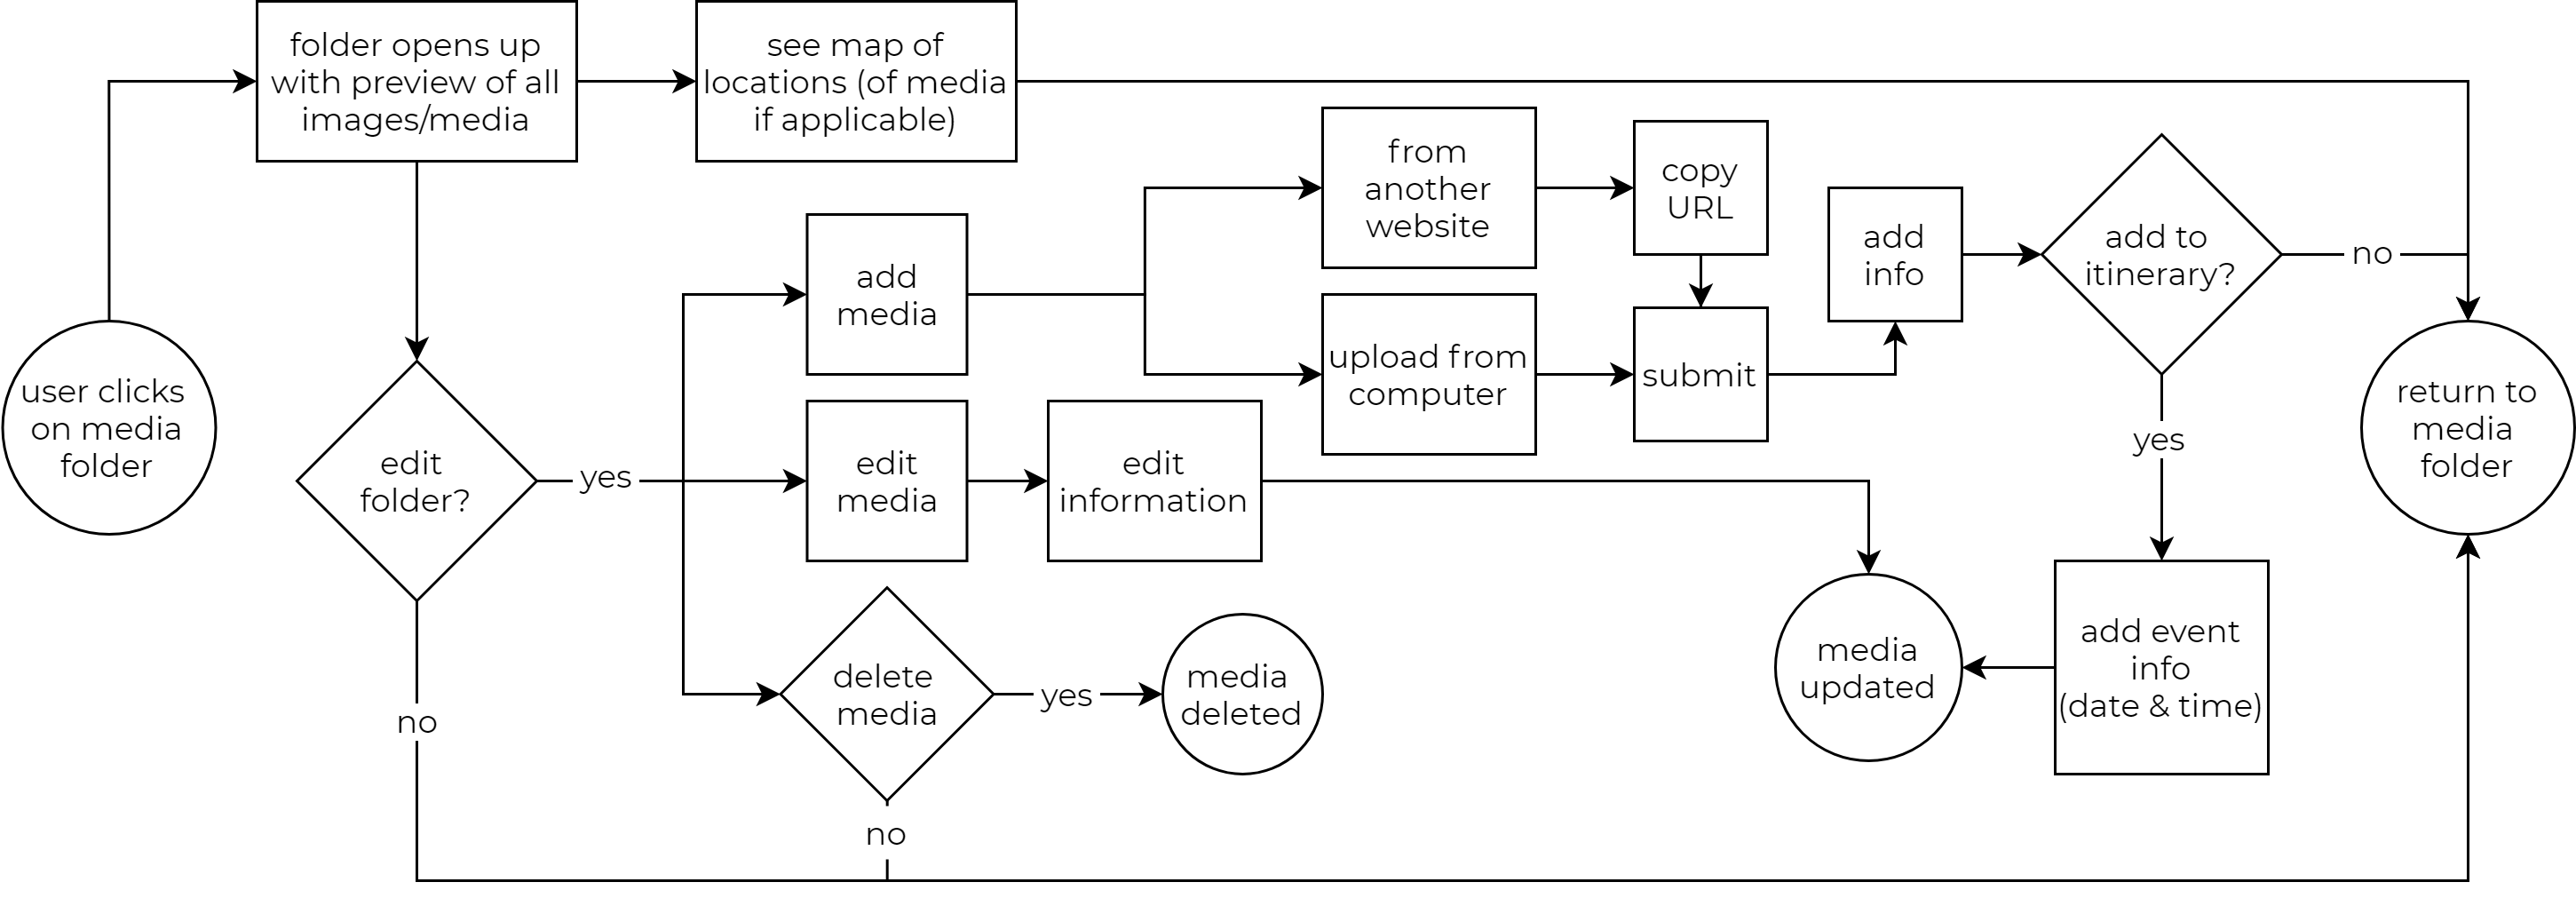 folder opens up
with preview of all
images/media
see map of
locations (of media
if applicable)
from
another
website
copy
URL
add
info
add to
itinerary?
no
add
media
upload from
computer
submit
user clicks
on media
folder
edit
folder?
yes
edit
media
edit
information
yes
return to
media
folder
delete
media
yes
media
deleted
media
updated
add event
info
(date & time)
no
no